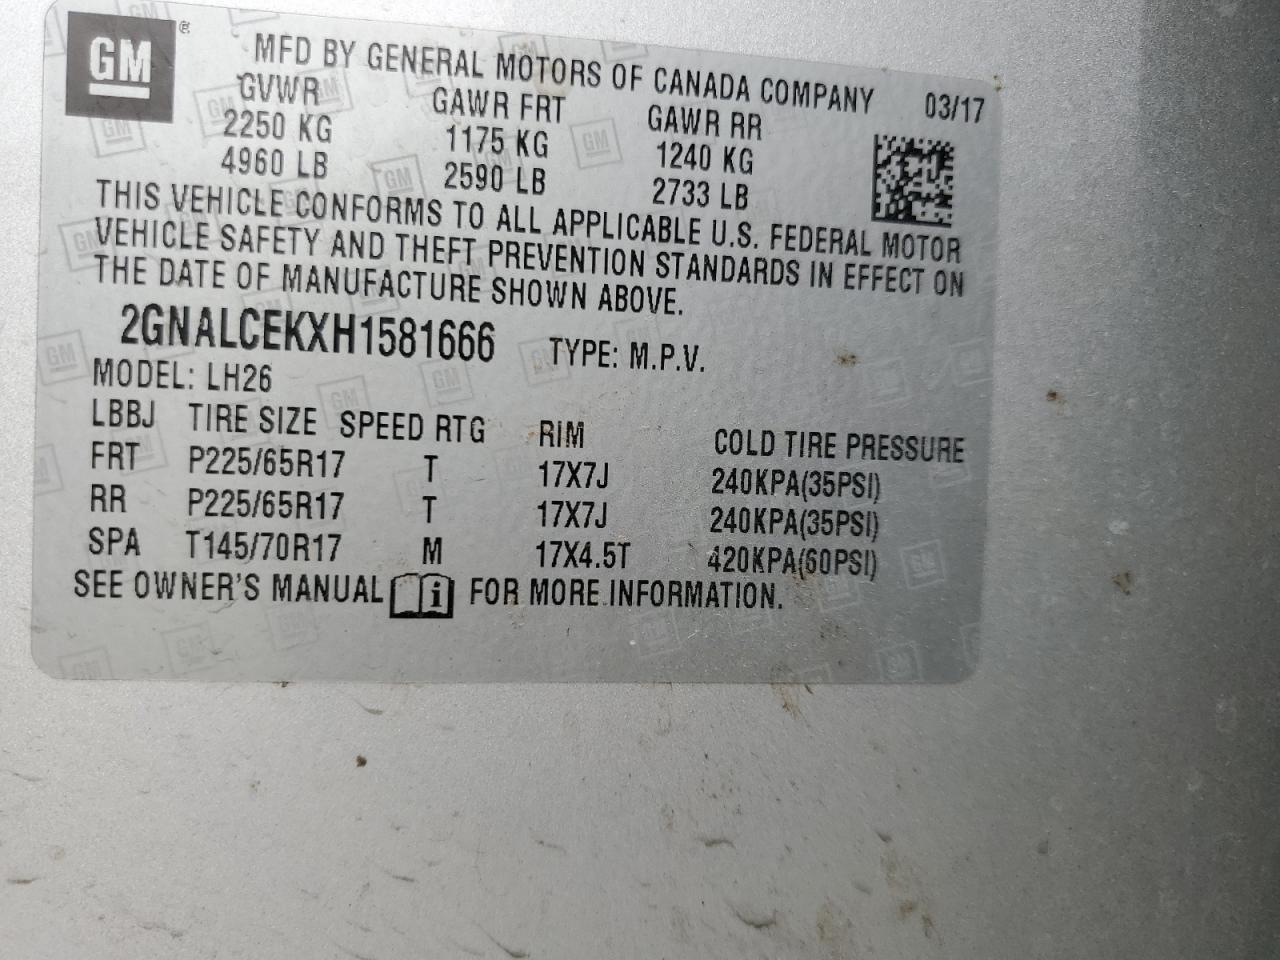 GM ®
MFD BY GENERAL MOTORS OF CANADA COMPANY 03/17
GVWR GAWR FRT GAWR RR
2250 KG 1175 KG 1240 KG
4960 LB 2590 LB 2733 LB
THIS VEHICLE CONFORMS TO ALL APPLICABLE U.S. FEDERAL MOTOR
VEHICLE SAFETY AND THEFT PREVENTION STANDARDS IN EFFECT ON
THE DATE OF MANUFACTURE SHOWN ABOVE.
2GNALCEKXH1581666 TYPE: M.P.V.
MODEL: LH26
LBBJ TIRE SIZE SPEED RTG RIM COLD TIRE PRESSURE
FRT P225/65R17 T 17X7J 240KPA(35PSI)
RR P225/65R17 T 17X7J 240KPA(35PSI)
SPA T145/70R17 M 17X4.5T 420KPA(60PSI)
SEE OWNER'S MANUAL i FOR MORE INFORMATION.